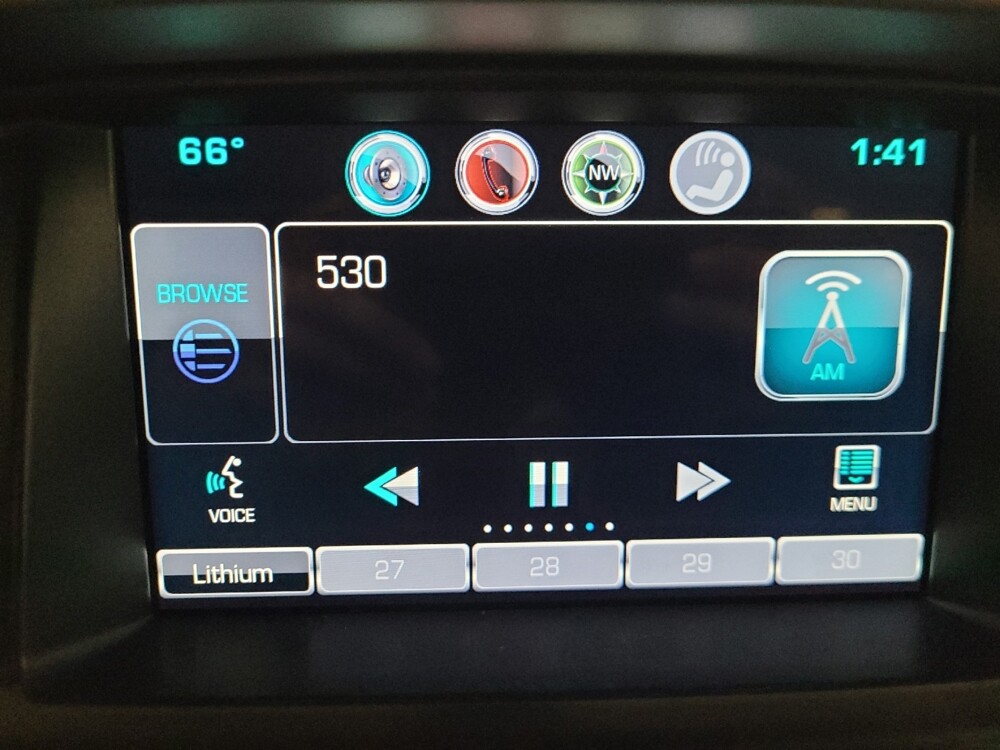 66°
NW
1:41
BROWSE
530
AM
VOICE
MENU
Lithium
27
28
29
30